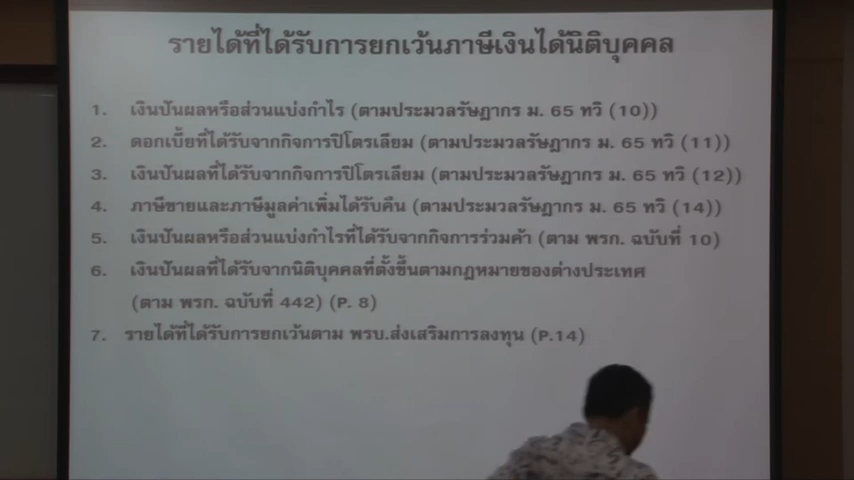 รายได้ที่ได้รับการยกเว้นภาษีเงินได้นิติบุคคล
1. เงินปันผลหรือส่วนแบ่งกำไร (ตามประมวลรัษฎากร ม. 65 ทวิ (10))
2. ดอกเบี้ยที่ได้รับจากกิจการปิโตรเลียม (ตามประมวลรัษฎากร ม. 65 ทวิ (11))
3. เงินปันผลที่ได้รับจากกิจการปิโตรเลียม (ตามประมวลรัษฎากร ม. 65 ทวิ (12))
4. ภาษีขายและภาษีมูลค่าเพิ่มได้รับคืน (ตามประมวลรัษฎากร ม. 65 ทวิ (14))
5. เงินปันผลหรือส่วนแบ่งกำไรที่ได้รับจากกิจการร่วมค้า (ตาม พรก. ฉบับที่ 10)
6. เงินปันผลที่ได้รับจากนิติบุคคลที่ตั้งขึ้นตามกฎหมายของต่างประเทศ
(ตาม พรก. ฉบับที่ 442) (P. 8)
7. รายได้ที่ได้รับการยกเว้นตาม พรบ.ส่งเสริมการลงทุน (P.14)